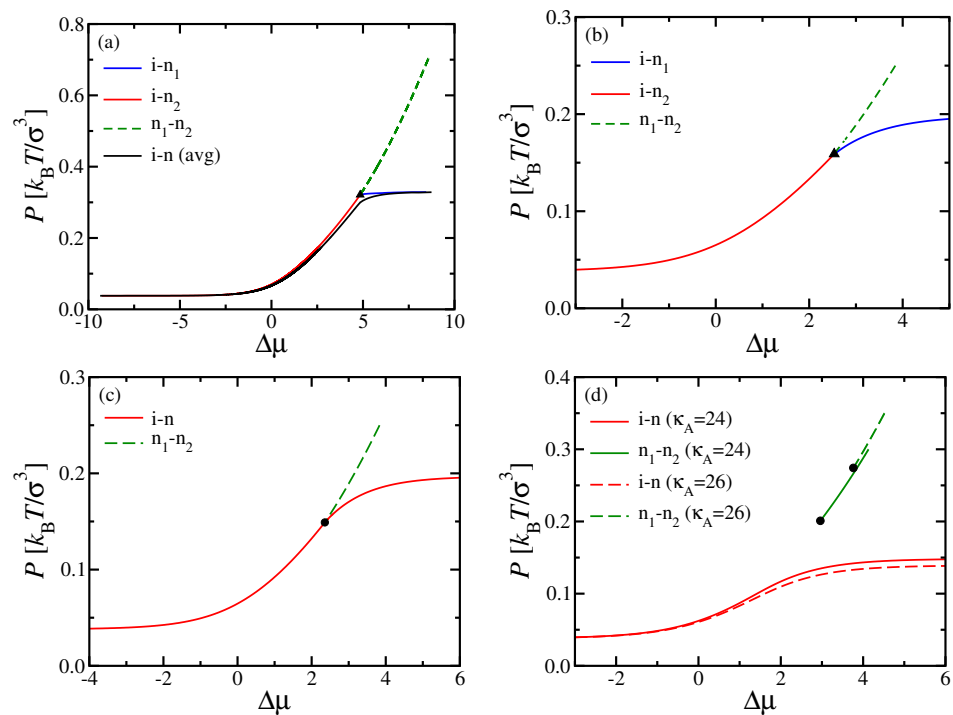 (a)
i-n1
i-n2
n1-n2
i-n (avg)
P [kBT/σ³]
0.8
0.6
0.4
0.2
0.0
-10 -5 0 5 10
Δμ
(b)
i-n1
i-n2
n1-n2
P [kBT/σ³]
0.3
0.2
0.1
0.0
-2 0 2 4
Δμ
(c)
i-n
n1-n2
P [kBT/σ³]
0.3
0.2
0.1
0.0
-4 -2 0 2 4 6
Δμ
(d)
i-n (κA=24)
n1-n2 (κA=24)
i-n (κA=26)
n1-n2 (κA=26)
P [kBT/σ³]
0.4
0.3
0.2
0.1
0.0
-2 0 2 4 6
Δμ